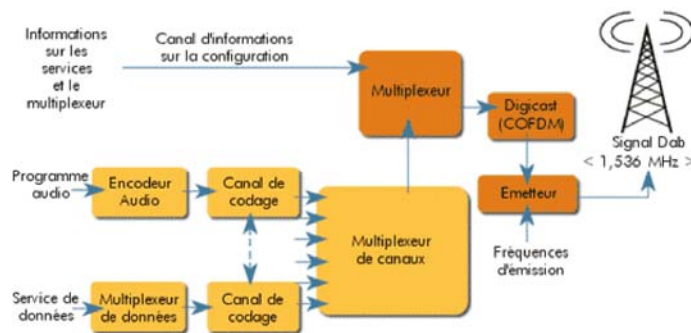 Informations
sur les
services
et le
multiplexeur
Canal d'informations
sur la configuration
Multiplexeur
Digicast
(COFDM)
Signal Dab
< 1,536 MHz >
Programme
audio
Encodeur
Audio
Canal de
codage
Emetteur
Multiplexeur
de canaux
Fréquences
d'émission
Service de
données
Multiplexeur
de données
Canal de
codage